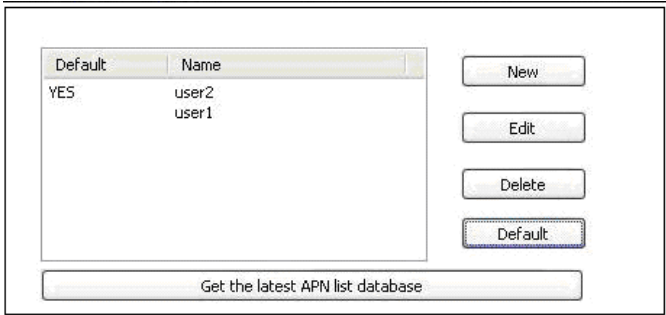 Default Name
YES user2
user1
New
Edit
Delete
Default
Get the latest APN list database